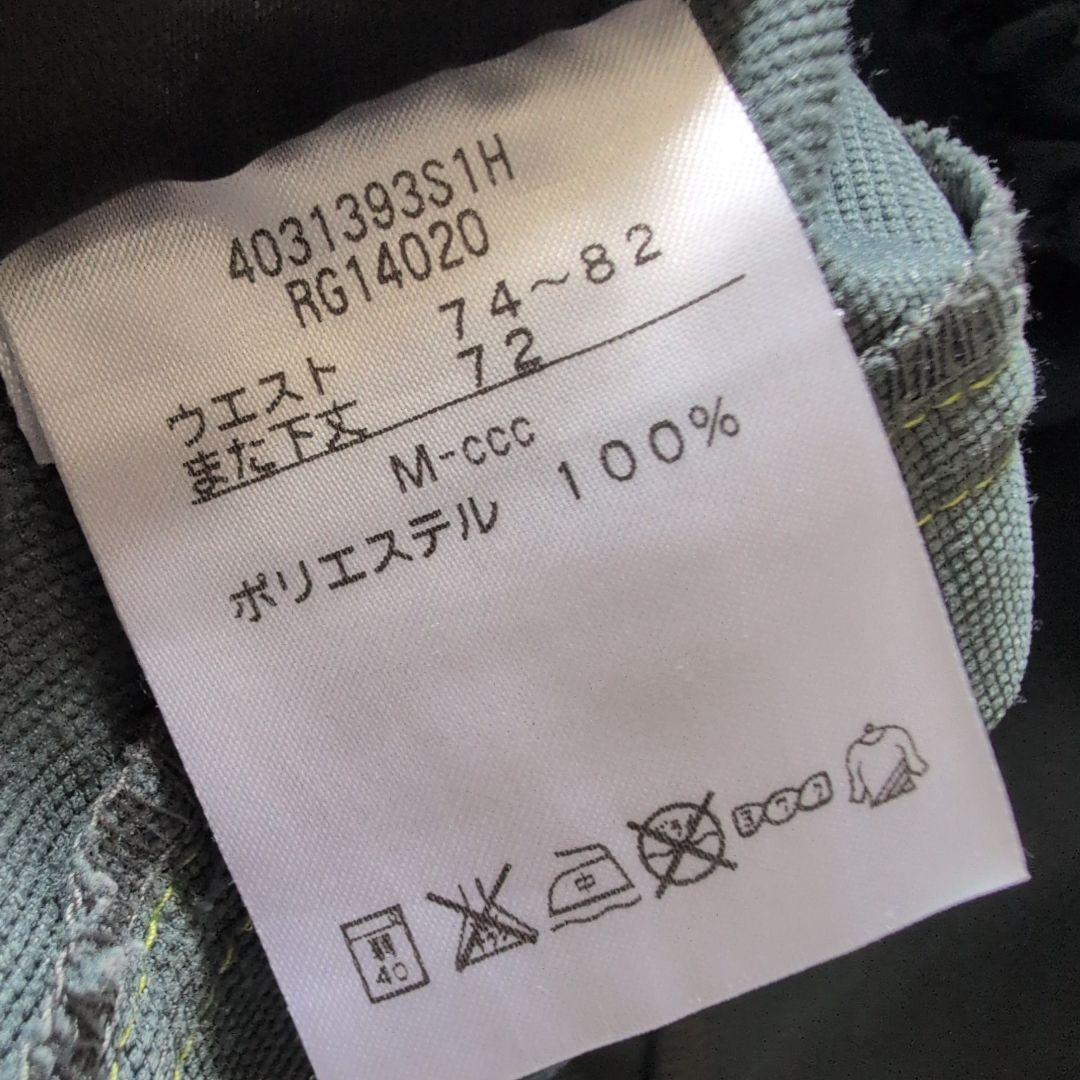 4031393S1H
RG14020
ウエスト 74～82
また下丈 72
M-ccc
ポリエステル 100%
40 中